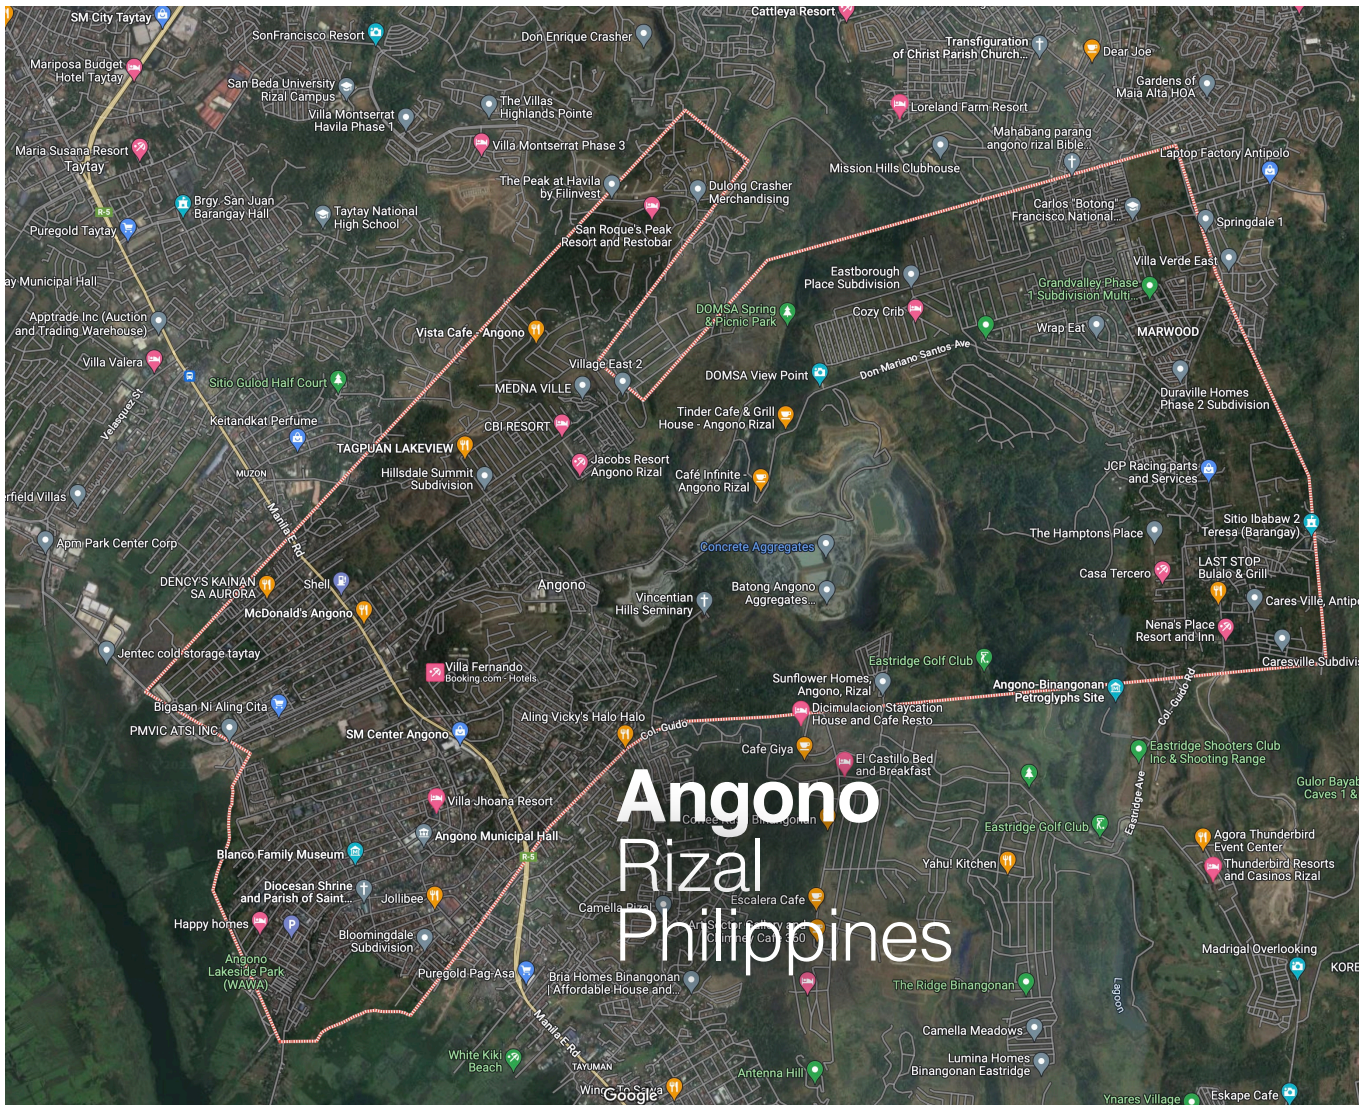 SM City Taytay
SonFrancisco Resort
Don Enrique Crasher
Cattleya Resort
Transfiguration
of Christ Parish Church...
Dear Joe
Mariposa Budget
Hotel Taytay
San Beda University
Rizal Campus
The Villas
Highlands Pointe
Gardens of
Maia Alta HOA
Loreland Farm Resort
Villa Montserrat
Havila Phase 1
Villa Montserrat Phase 3
Mahabang parang
angono rizal Bible...
Maria Susana Resort
Taytay
Mission Hills Clubhouse
Laptop Factory Antipolo
The Peak at Havila
by Filinvest
Dulong Crasher
Merchandising
Brgy. San Juan
Barangay Hall
Taytay National
High School
Carlos "Botong"
Francisco National...
R-5
Puregold Taytay
San Roque's Peak
Resort and Restobar
Springdale 1
Villa Verde East
ay Municipal Hall
Eastborough
Place Subdivision
Grandvalley Phase
1 Subdivision Multi...
Apptrade Inc (Auction
and Trading Warehouse)
DOMSA Spring
& Picnic Park
Cozy Crib
Vista Cafe - Angono
Wrap Eat
MARWOOD
Villa Valera
Don Mariano Santos Ave
Village East 2
MEDNA VILLE
DOMSA View Point
Sitio Gulod Half Court
Velasquez St
Duraville Homes
Phase 2 Subdivision
Keitandkat Perfume
Tinder Cafe & Grill
House - Angono Rizal
CBI RESORT
TAGPUAN LAKEVIEW
Hillsdale Summit
Subdivision
Jacobs Resort
Angono Rizal
MUZON
Café Infinite -
Angono Rizal
JCP Racing parts
and Services
erfield Villas
Manila E Rd
Sitio Ibabaw 2
Teresa (Barangay)
The Hamptons Place
Apm Park Center Corp
Concrete Aggregates
LAST STOP
Bulalo & Grill
Casa Tercero
DENCY'S KAINAN
SA AURORA
Shell
Angono
Batong Angono
Aggregates...
Vincentian
Hills Seminary
Cares Ville, Antip
McDonald's Angono
Nena's Place
Resort and Inn
Jentec cold storage taytay
Caresville Subdivis
Villa Fernando
Booking.com - Hotels
Eastridge Golf Club
Sunflower Homes,
Angono, Rizal
Angono-Binangonan
Petroglyphs Site
Col. Guido Rd
Bigasan Ni Aling Cita
Dicimulacion Staycation
House and Cafe Resto
Aling Vicky's Halo Halo
Col. Guido
PMVIC ATSI INC
SM Center Angono
Cafe Giya
El Castillo Bed
and Breakfast
Eastridge Shooters Club
Inc & Shooting Range
Gulor Bayab
Caves 1 &
Angono
Rizal
Philippines
Villa Jhoana Resort
Eastridge Ave
Eastridge Golf Club
Angono Municipal Hall
Agora Thunderbird
Event Center
Blanco Family Museum
R-5
Yahu! Kitchen
Thunderbird Resorts
and Casinos Rizal
Diocesan Shrine
and Parish of Saint...
Jollibee
Escalera Cafe
Camella Rizal
Happy homes
P
Bloomingdale
Subdivision
Madrigal Overlooking
KORE
Angono
Lakeside Park
(WAWA)
Puregold Pag-Asa
Bria Homes Binangonan
| Affordable House and...
The Ridge Binangonan
Lagoon
Manila E Rd
Camella Meadows
White Kiki
Beach
TAYUMAN
Antenna Hill
Lumina Homes
Binangonan Eastridge
Google
Ynares Village
Eskape Cafe